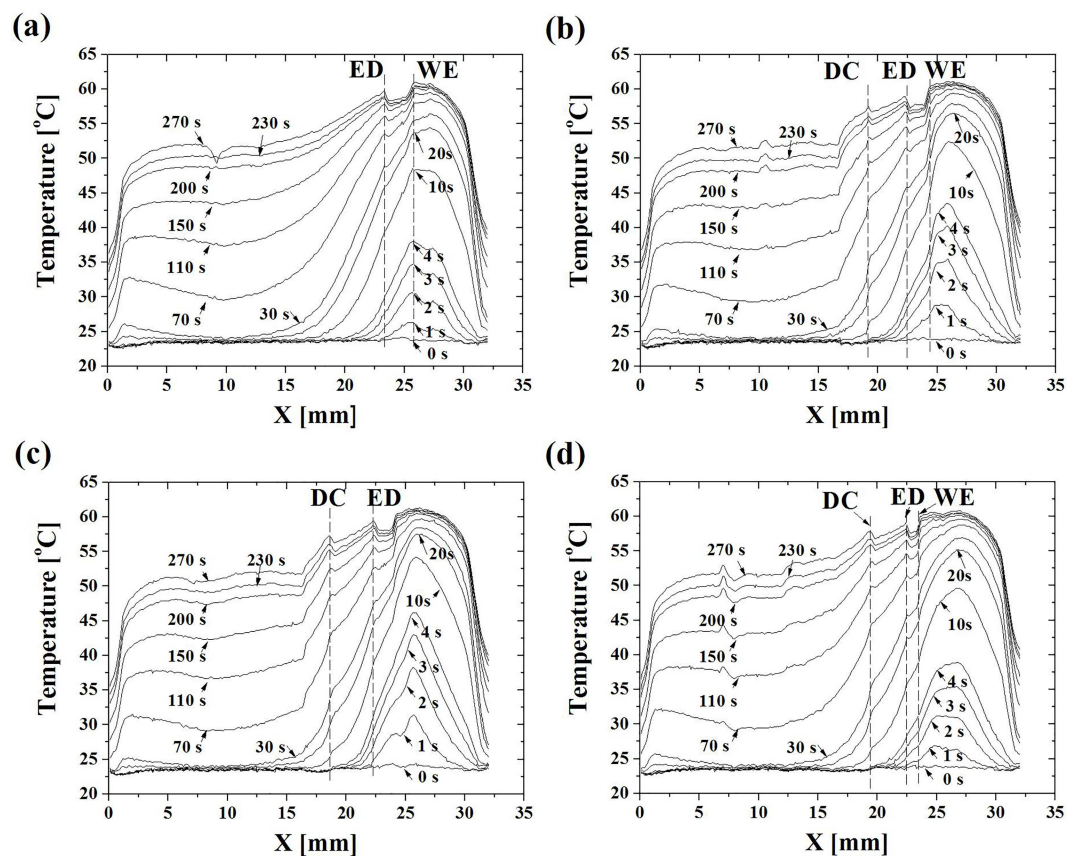 (a)
65
60
55
50
45
40
35
30
25
20
Temperature [°C]
ED WE
270 s
230 s
200 s
150 s
110 s
70 s
30 s
20s
10s
4 s
3 s
2 s
1 s
0 s
0 5 10 15 20 25 30 35
X [mm]
(b)
65
60
55
50
45
40
35
30
25
20
Temperature [°C]
DC ED WE
270 s
230 s
200 s
150 s
110 s
70 s
30 s
20s
10s
4 s
3 s
2 s
1 s
0 s
0 5 10 15 20 25 30 35
X [mm]
(c)
65
60
55
50
45
40
35
30
25
20
Temperature [°C]
DC ED
270 s
230 s
200 s
150 s
110 s
70 s
30 s
20s
10s
4 s
3 s
2 s
1 s
0 s
0 5 10 15 20 25 30 35
X [mm]
(d)
65
60
55
50
45
40
35
30
25
20
Temperature [°C]
DC ED WE
270 s
230 s
200 s
150 s
110 s
70 s
30 s
20s
10s
4 s
3 s
2 s
1 s
0 s
0 5 10 15 20 25 30 35
X [mm]